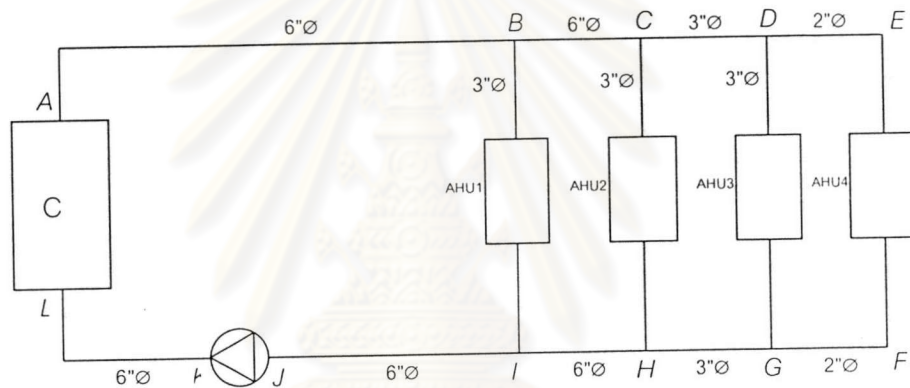 6"Ø B 6"Ø C 3"Ø D 2"Ø E
A 3"Ø 3"Ø 3"Ø
C AHU1 AHU2 AHU3 AHU4
L
6"Ø J 6"Ø I 6"Ø H 3"Ø G 2"Ø F